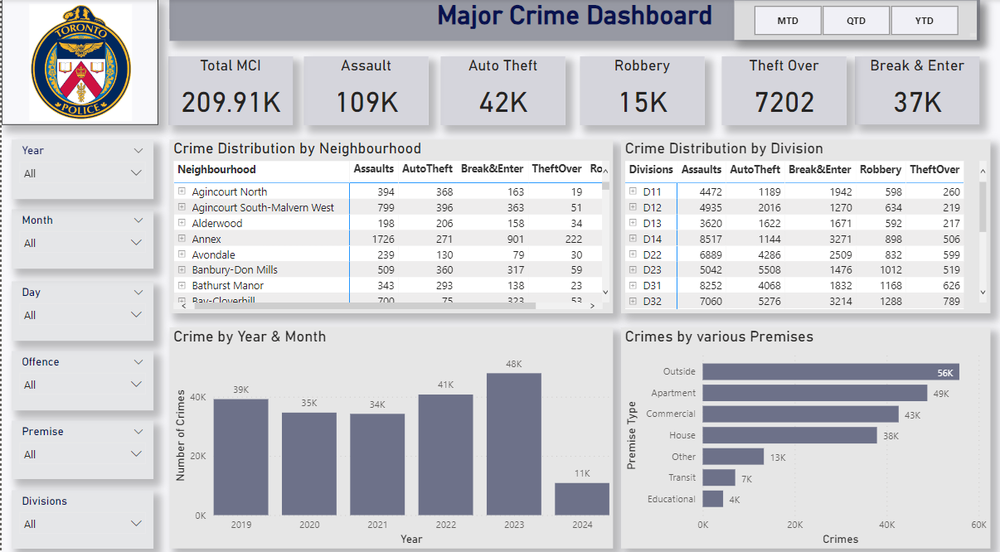 TORONTO
POLICE
Major Crime Dashboard
MTD QTD YTD
Total MCI
209.91K
Assault
109K
Auto Theft
42K
Robbery
15K
Theft Over
7202
Break & Enter
37K
Year
All
Month
All
Day
All
Offence
All
Premise
All
Divisions
All
Crime Distribution by Neighbourhood
Neighbourhood Assaults AutoTheft Break&Enter TheftOver Ro
Agincourt North 394 368 163 19
Agincourt South-Malvern West 799 396 363 51
Alderwood 198 206 158 34
Annex 1726 271 901 222
Avondale 239 130 79 30
Banbury-Don Mills 509 360 317 59
Bathurst Manor 343 293 138 23
Bay-Cloverhill 700 75 323 53
Crime Distribution by Division
Divisions Assaults AutoTheft Break&Enter Robbery TheftOver
D11 4472 1189 1942 598 260
D12 4935 2016 1270 634 219
D13 3620 1622 1671 592 217
D14 8517 1144 3271 898 506
D22 6889 4286 2509 832 599
D23 5042 5508 1476 1012 519
D31 8252 4068 1832 1168 626
D32 7060 5276 3214 1288 789
Crime by Year & Month
Number of Crimes
40K
20K
0K
39K
35K
34K
41K
48K
11K
2019 2020 2021 2022 2023 2024
Year
Crimes by various Premises
Premise Type
Outside 56K
Apartment 49K
Commercial 43K
House 38K
Other 13K
Transit 7K
Educational 4K
0K 20K 40K 60K
Crimes